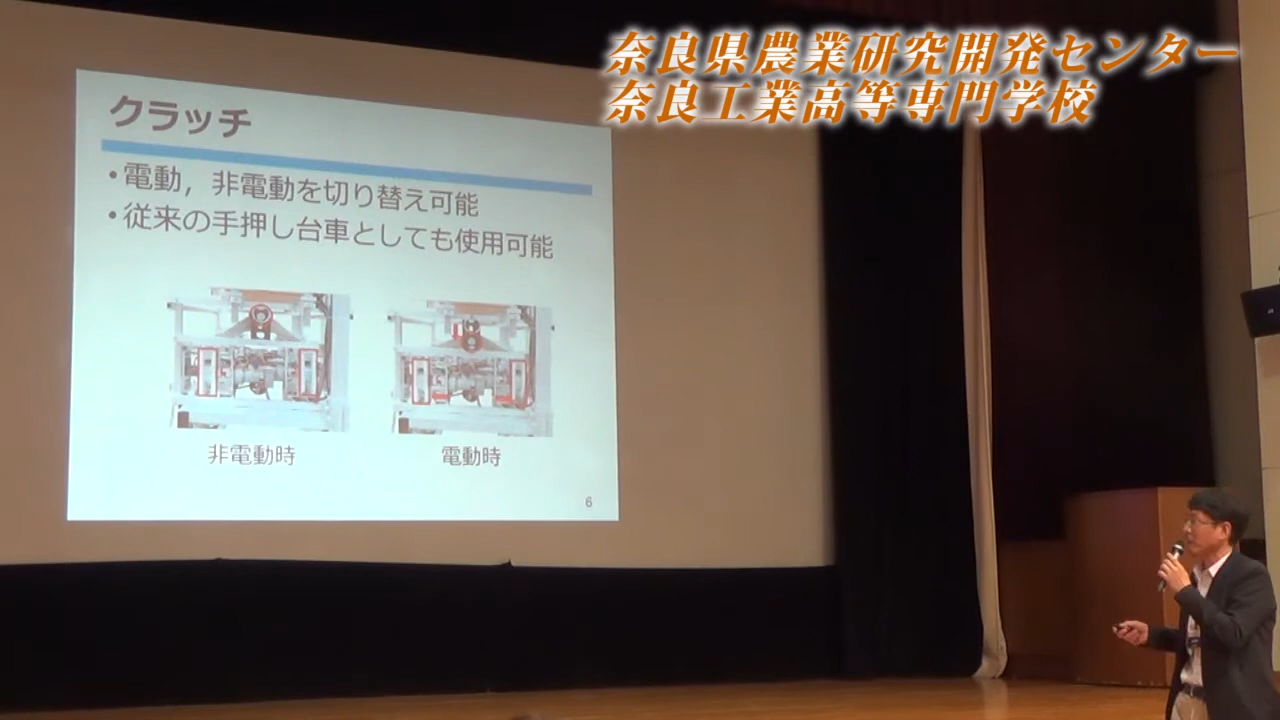 奈良県農業研究開発センター
奈良工業高等専門学校
クラッチ
•電動，非電動を切り替え可能
•従来の手押し台車としても使用可能
非電動時
電動時
6